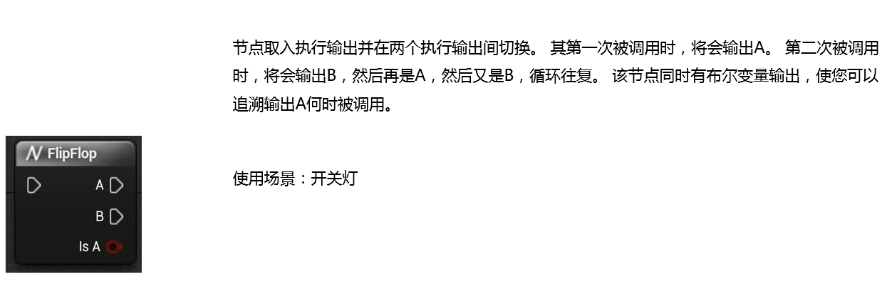 节点取入执行输出并在两个执行输出间切换。 其第一次被调用时，将会输出A。 第二次被调用
时，将会输出B，然后再是A，然后又是B，循环往复。 该节点同时有布尔变量输出，使您可以
追溯输出A何时被调用。
FlipFlop
A
B
Is A
使用场景：开关灯